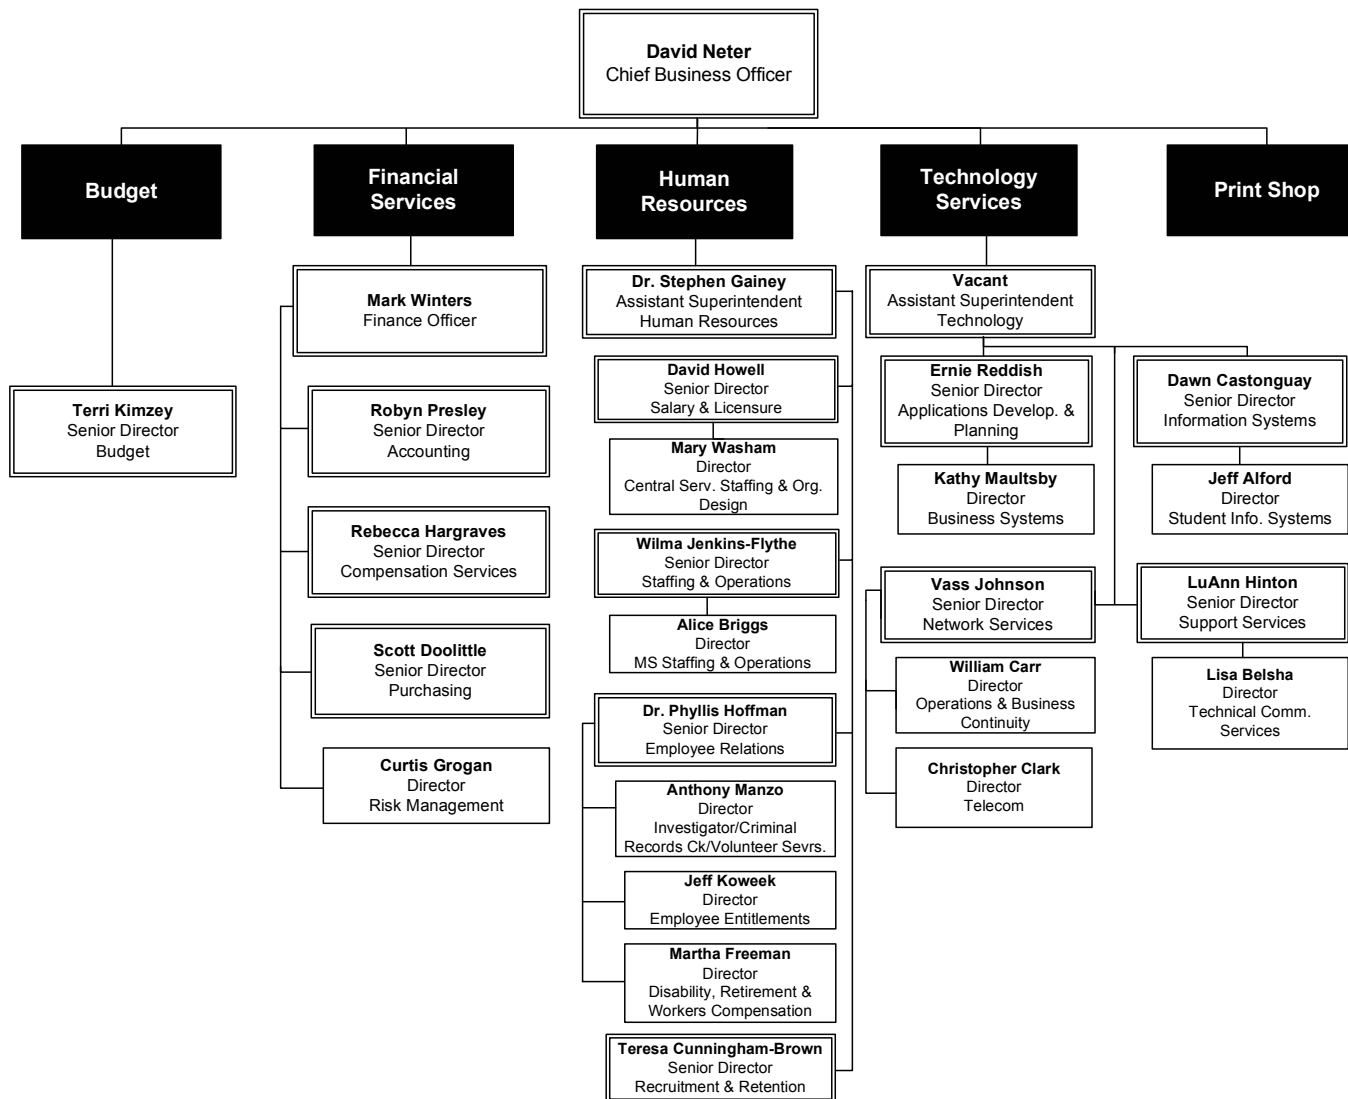 David Neter
Chief Business Officer
Budget
Financial
Services
Human
Resources
Technology
Services
Print Shop
Terri Kimzey
Senior Director
Budget
Mark Winters
Finance Officer
Robyn Presley
Senior Director
Accounting
Rebecca Hargraves
Senior Director
Compensation Services
Scott Doolittle
Senior Director
Purchasing
Curtis Grogan
Director
Risk Management
Dr. Stephen Gainey
Assistant Superintendent
Human Resources
David Howell
Senior Director
Salary & Licensure
Mary Washam
Director
Central Serv. Staffing & Org.
Design
Wilma Jenkins-Flythe
Senior Director
Staffing & Operations
Alice Briggs
Director
MS Staffing & Operations
Dr. Phyllis Hoffman
Senior Director
Employee Relations
Anthony Manzo
Director
Investigator/Criminal
Records Ck/Volunteer Sevrs.
Jeff Koweek
Director
Employee Entitlements
Martha Freeman
Director
Disability, Retirement &
Workers Compensation
Teresa Cunningham-Brown
Senior Director
Recruitment & Retention
Vacant
Assistant Superintendent
Technology
Ernie Reddish
Senior Director
Applications Develop. &
Planning
Kathy Maultsby
Director
Business Systems
Vass Johnson
Senior Director
Network Services
William Carr
Director
Operations & Business
Continuity
Christopher Clark
Director
Telecom
Dawn Castonguay
Senior Director
Information Systems
Jeff Alford
Director
Student Info. Systems
LuAnn Hinton
Senior Director
Support Services
Lisa Belsha
Director
Technical Comm.
Services